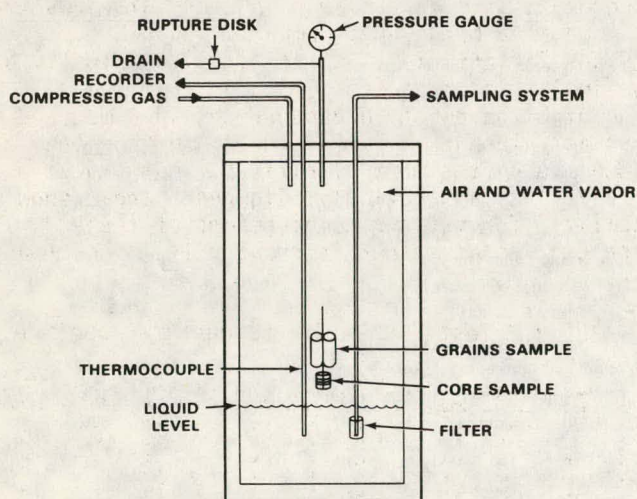 RUPTURE DISK
PRESSURE GAUGE
DRAIN
RECORDER
COMPRESSED GAS
SAMPLING SYSTEM
AIR AND WATER VAPOR
GRAINS SAMPLE
THERMOCOUPLE
CORE SAMPLE
LIQUID
LEVEL
FILTER